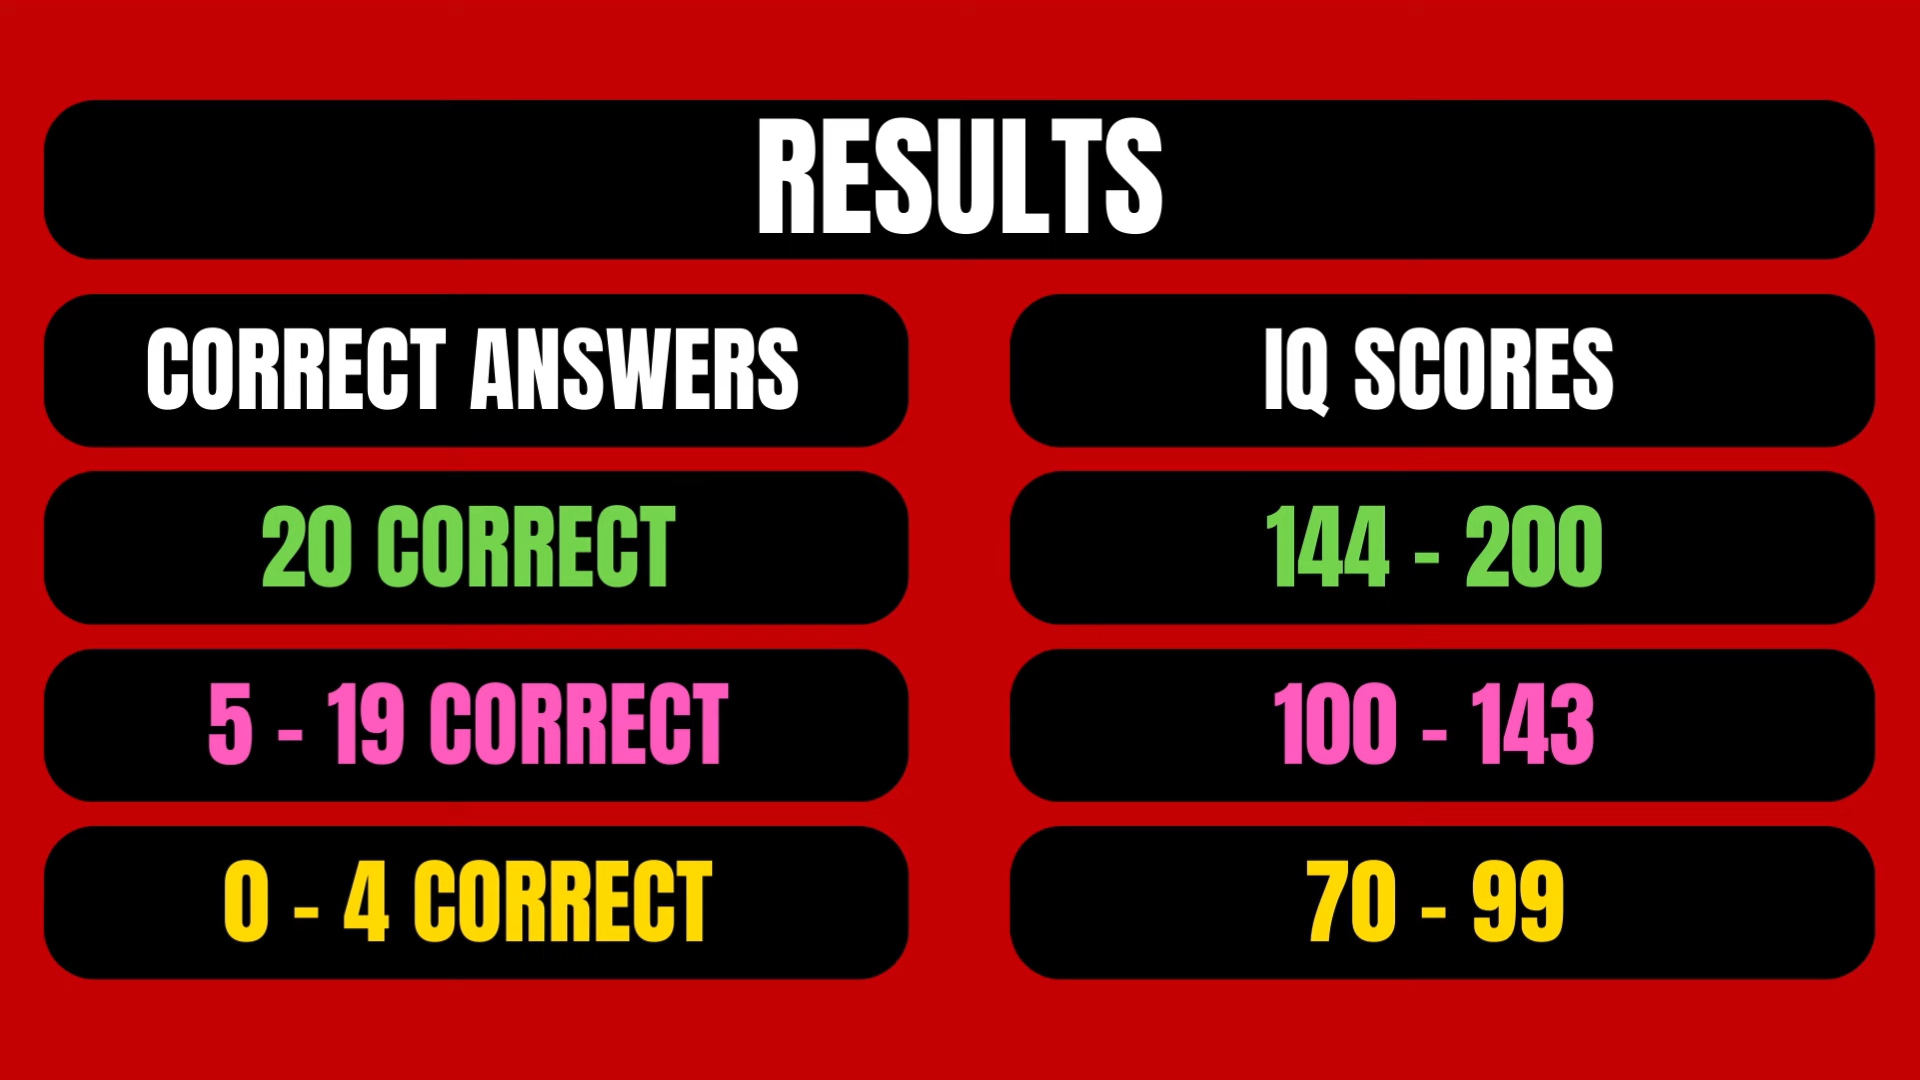 RESULTS
CORRECT ANSWERS
IQ SCORES
20 CORRECT
144 - 200
5 - 19 CORRECT
100 - 143
0 - 4 CORRECT
70 - 99